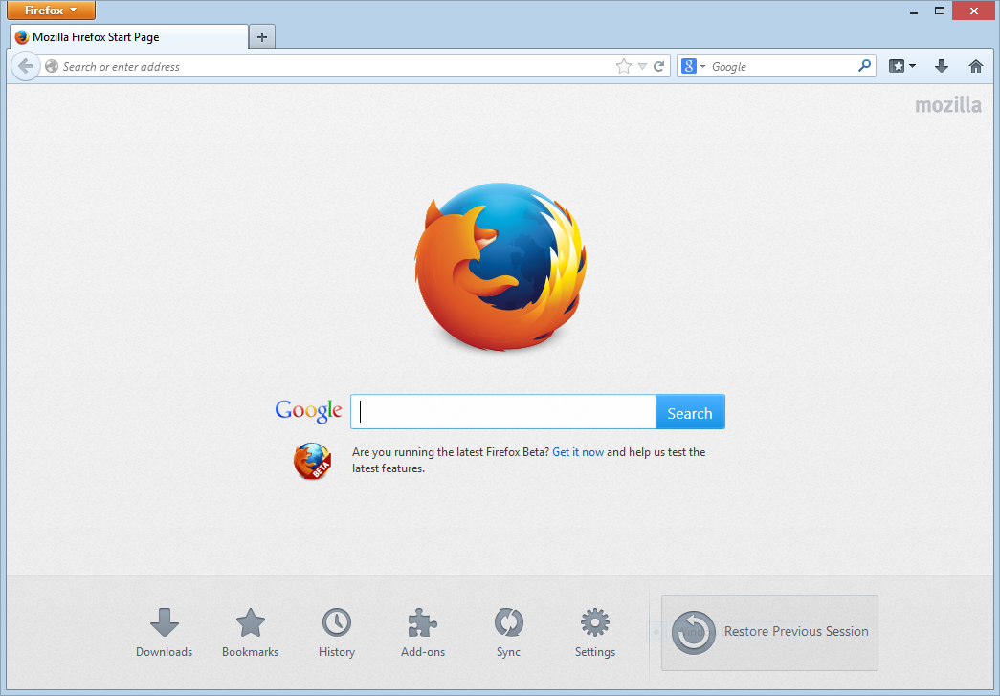 Firefox
Mozilla Firefox Start Page
Search or enter address
8
Google
mozilla
Google
Search
Are you running the latest Firefox Beta? Get it now and help us test the
latest features.
BETA
Downloads
Bookmarks
History
Add-ons
Sync
Settings
Restore Previous Session